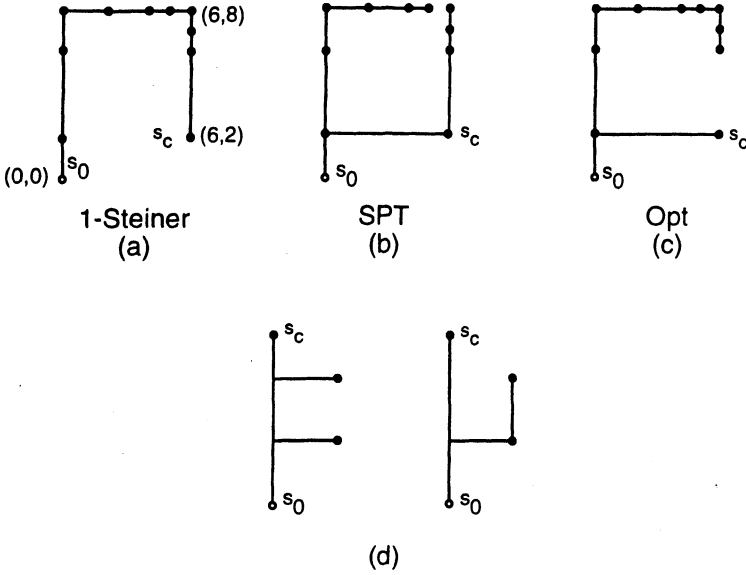 (6,8)
s_c
(6,2)
(0,0)
s_0
1-Steiner
(a)
s_c
s_0
SPT
(b)
s_c
s_0
Opt
(c)
s_c
s_0
s_c
s_0
(d)